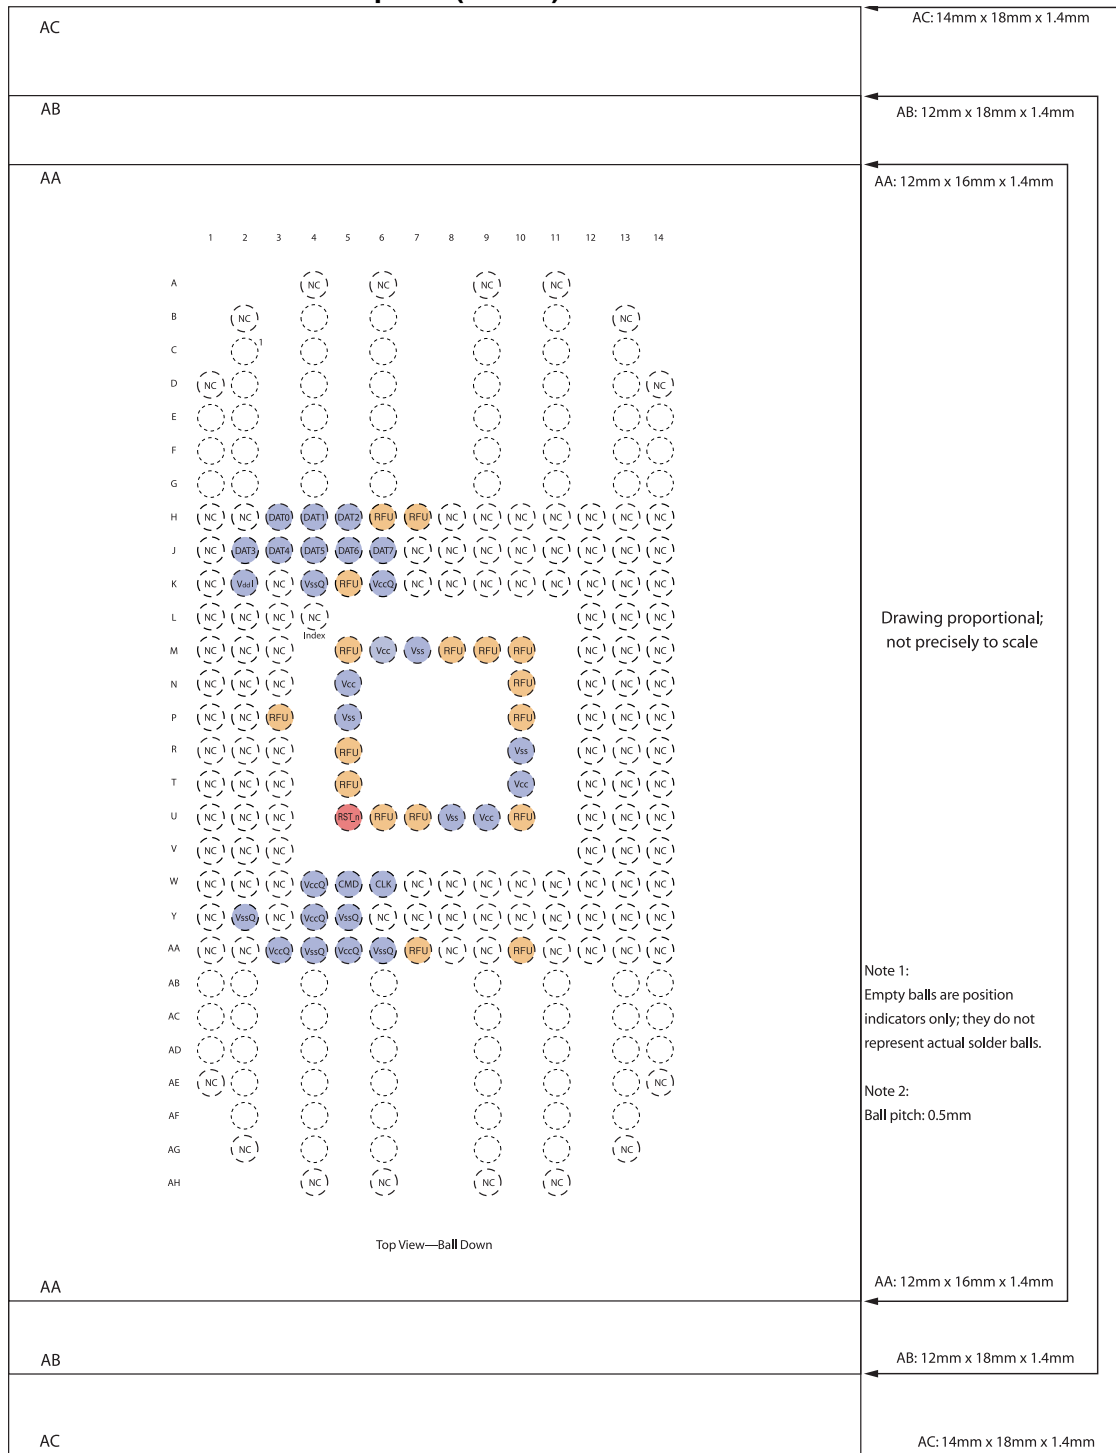 AC
AC: 14mm x 18mm x 1.4mm
AB
AB: 12mm x 18mm x 1.4mm
AA
AA: 12mm x 16mm x 1.4mm
1 2 3 4 5 6 7 8 9 10 11 12 13 14
A NC NC NC NC
B NC NC
C 1
D NC NC
E
F
G
H NC NC DAT0 DAT1 DAT2 RFU RFU NC NC NC NC NC NC NC
J NC DAT3 DAT4 DAT5 DAT6 DAT7 NC NC NC NC NC NC NC NC
K NC VddI NC VssQ RFU VccQ NC NC NC NC NC NC NC NC
L NC NC NC NC NC NC NC
Index
Drawing proportional;
not precisely to scale
M NC NC NC RFU Vcc Vss RFU RFU RFU NC NC NC
N NC NC NC Vcc RFU NC NC NC
P NC NC RFU Vss RFU NC NC NC
R NC NC NC RFU Vss NC NC NC
T NC NC NC RFU Vcc NC NC NC
U NC NC NC RST_n RFU RFU Vss Vcc RFU NC NC NC
V NC NC NC NC NC NC
W NC NC NC VccQ CMD CLK NC NC NC NC NC NC NC NC
Y NC VssQ NC VccQ VssQ NC NC NC NC NC NC NC NC NC
AA NC NC VccQ VssQ VccQ VssQ RFU NC NC RFU NC NC NC NC
AB
AC
AD
AE NC NC
AF
AG NC NC
AH NC NC NC NC
Note 1:
Empty balls are position
indicators only; they do not
represent actual solder balls.
Note 2:
Ball pitch: 0.5mm
Top View—Ball Down
AA
AA: 12mm x 16mm x 1.4mm
AB
AB: 12mm x 18mm x 1.4mm
AC
AC: 14mm x 18mm x 1.4mm